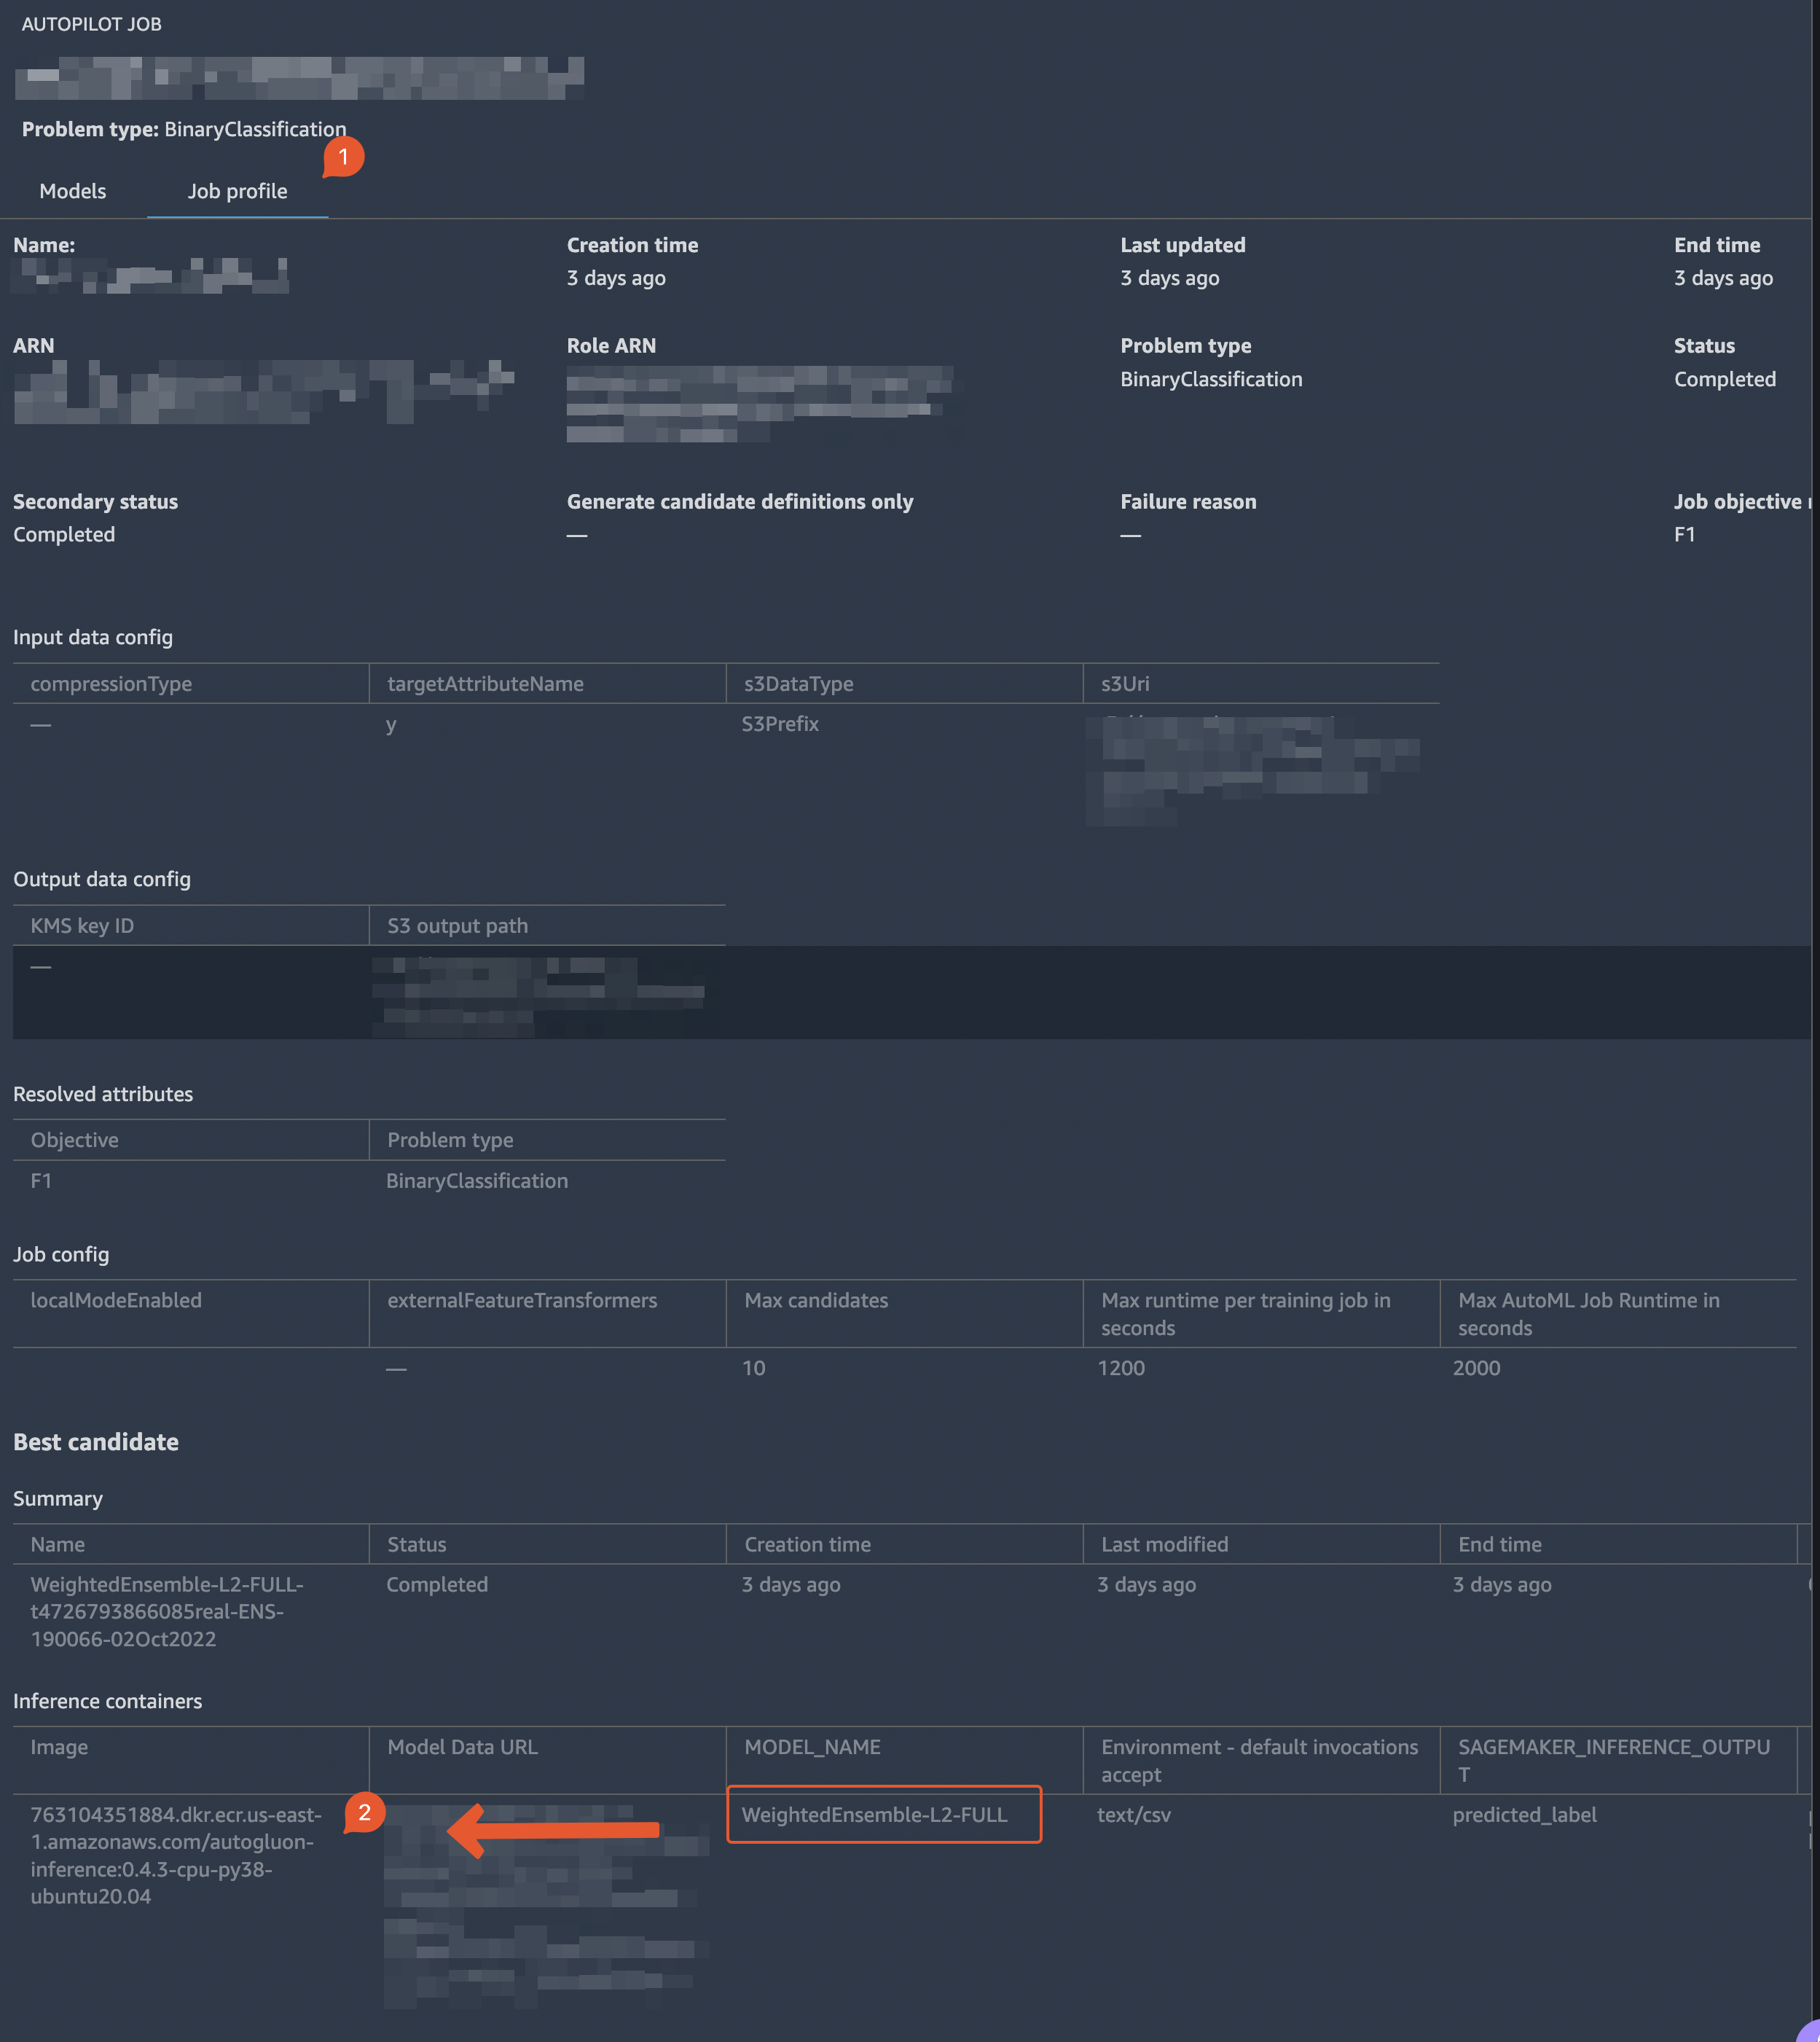 AUTOPILOT JOB
Problem type: BinaryClassification
1
Models Job profile
Name: Creation time Last updated End time
3 days ago 3 days ago 3 days ago
ARN Role ARN Problem type Status
BinaryClassification Completed
Secondary status Generate candidate definitions only Failure reason Job objective
Completed — — F1
Input data config
compressionType targetAttributeName s3DataType s3Uri
— y S3Prefix
Output data config
KMS key ID S3 output path
—
Resolved attributes
Objective Problem type
F1 BinaryClassification
Job config
localModeEnabled externalFeatureTransformers Max candidates Max runtime per training job in seconds Max AutoML Job Runtime in seconds
— 10 1200 2000
Best candidate
Summary
Name Status Creation time Last modified End time
WeightedEnsemble-L2-FULL- Completed 3 days ago 3 days ago 3 days ago
t4726793866085real-ENS-
190066-02Oct2022
Inference containers
Image Model Data URL MODEL_NAME Environment - default invocations accept SAGEMAKER_INFERENCE_OUTPUT
763104351884.dkr.ecr.us-east- 2 WeightedEnsemble-L2-FULL text/csv predicted_label
1.amazonaws.com/autogluon-
inference:0.4.3-cpu-py38-
ubuntu20.04